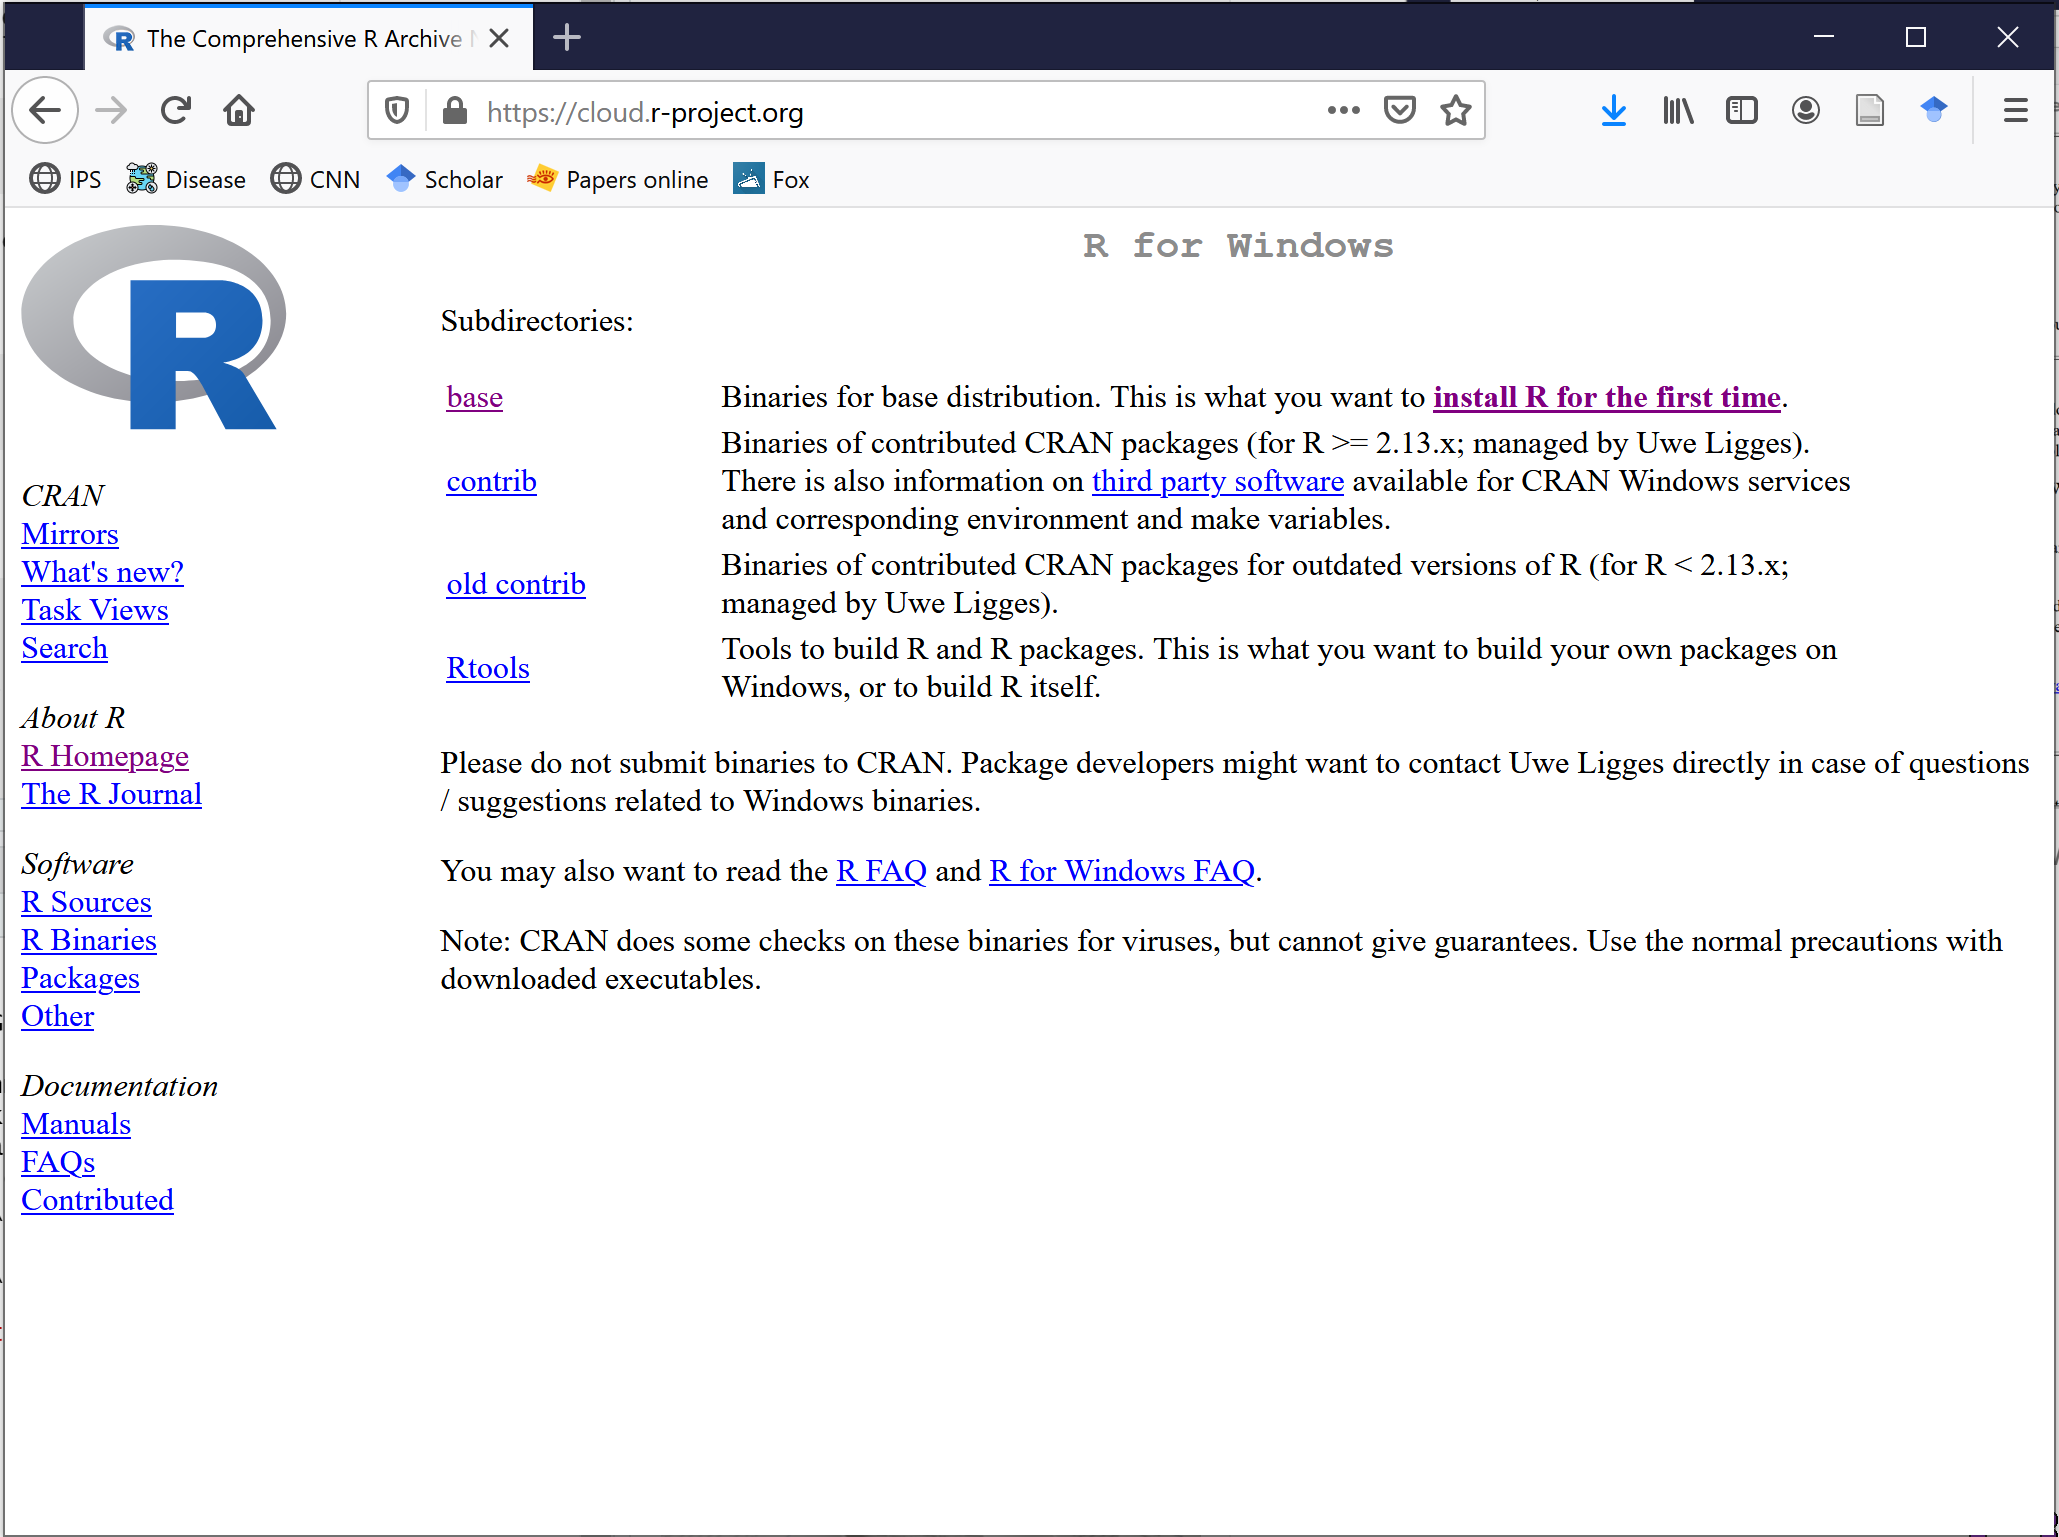 The Comprehensive R Archive
https://cloud.r-project.org
IPS Disease CNN Scholar Papers online Fox
R
R for Windows
Subdirectories:
base Binaries for base distribution. This is what you want to install R for the first time.
Binaries of contributed CRAN packages (for R >= 2.13.x; managed by Uwe Ligges).
contrib There is also information on third party software available for CRAN Windows services
and corresponding environment and make variables.
old contrib Binaries of contributed CRAN packages for outdated versions of R (for R < 2.13.x;
managed by Uwe Ligges).
Rtools Tools to build R and R packages. This is what you want to build your own packages on
Windows, or to build R itself.
Please do not submit binaries to CRAN. Package developers might want to contact Uwe Ligges directly in case of questions
/ suggestions related to Windows binaries.
You may also want to read the R FAQ and R for Windows FAQ.
Note: CRAN does some checks on these binaries for viruses, but cannot give guarantees. Use the normal precautions with
downloaded executables.
CRAN
Mirrors
What's new?
Task Views
Search
About R
R Homepage
The R Journal
Software
R Sources
R Binaries
Packages
Other
Documentation
Manuals
FAQs
Contributed